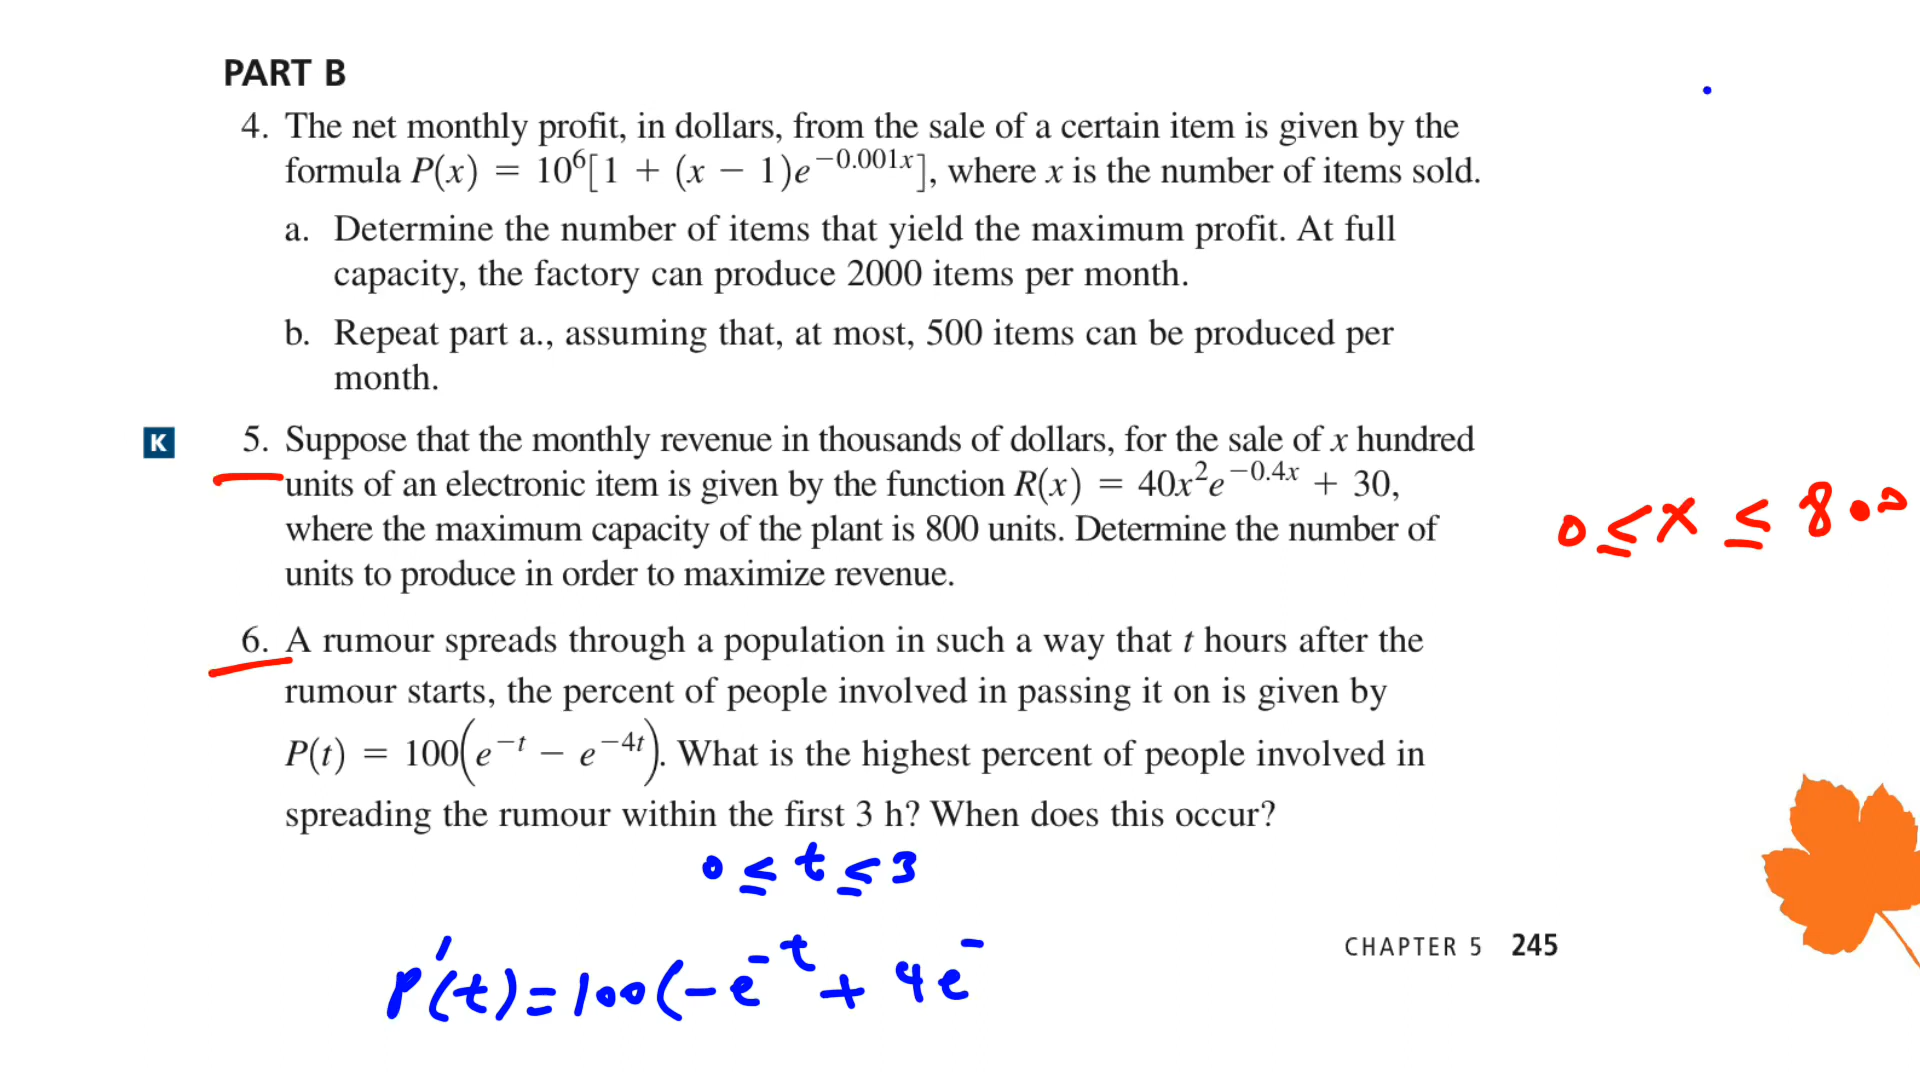 PART B
4. The net monthly profit, in dollars, from the sale of a certain item is given by the
formula P(x) = 10⁶[1 + (x − 1)e^−0.001x], where x is the number of items sold.
a. Determine the number of items that yield the maximum profit. At full
capacity, the factory can produce 2000 items per month.
b. Repeat part a., assuming that, at most, 500 items can be produced per
month.
K 5. Suppose that the monthly revenue in thousands of dollars, for the sale of x hundred
units of an electronic item is given by the function R(x) = 40x²e^−0.4x + 30,
where the maximum capacity of the plant is 800 units. Determine the number of
units to produce in order to maximize revenue.
0 ≤ x ≤ 800
6. A rumour spreads through a population in such a way that t hours after the
rumour starts, the percent of people involved in passing it on is given by
P(t) = 100(e^−t − e^−4t). What is the highest percent of people involved in
spreading the rumour within the first 3 h? When does this occur?
0 ≤ t ≤ 3
CHAPTER 5 245
P'(t) = 100(−e^−t + 4e^−